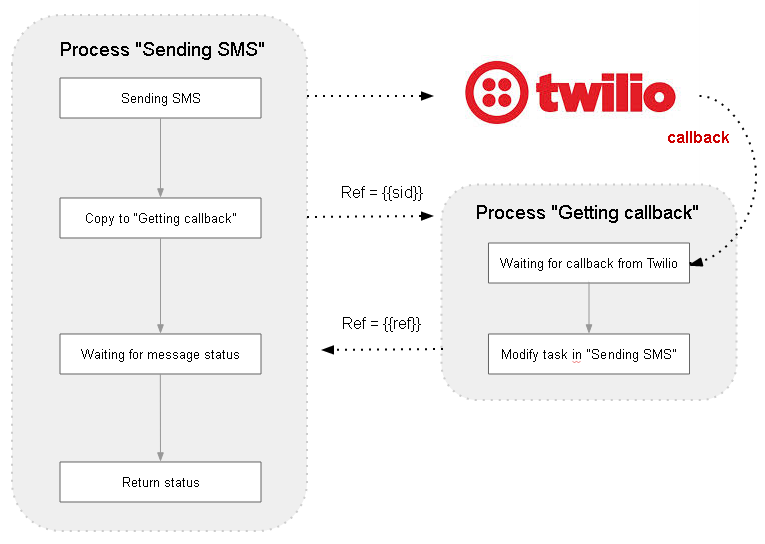 Process "Sending SMS"
Sending SMS
twilio
callback
Ref = {{sid}}
Copy to "Getting callback"
Process "Getting callback"
Waiting for callback from Twilio
Ref = {{ref}}
Waiting for message status
Modify task in "Sending SMS"
Return status